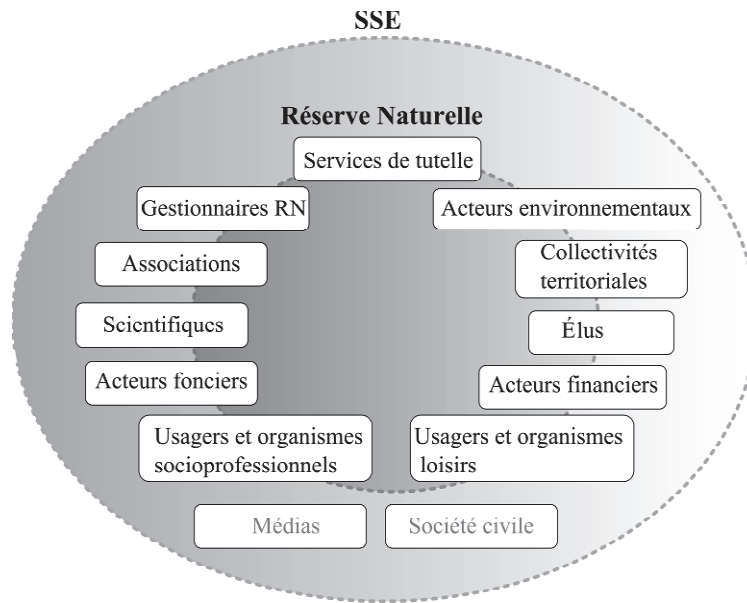 SSE
Réserve Naturelle
Services de tutelle
Gestionnaires RN
Acteurs environnementaux
Associations
Collectivités
territoriales
Scientifiques
Élus
Acteurs fonciers
Acteurs financiers
Usagers et organismes
socioprofessionnels
Usagers et organismes
loisirs
Médias
Société civile